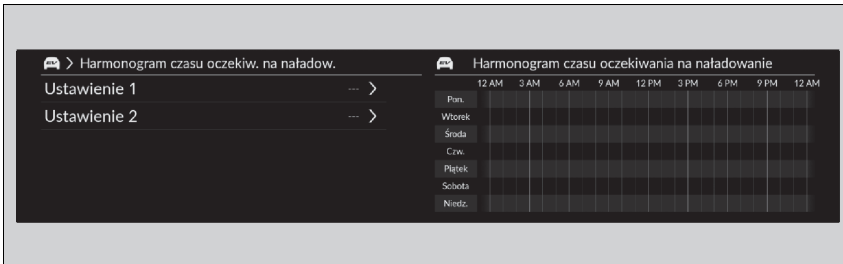 EV > Harmonogram czasu oczekiw. na naładow.
Ustawienie 1 --- >
Ustawienie 2 --- >
EV Harmonogram czasu oczekiwania na naładowanie
12 AM 3 AM 6 AM 9 AM 12 PM 3 PM 6 PM 9 PM 12 AM
Pon.
Wtorek
Środa
Czw.
Piątek
Sobota
Niedz.